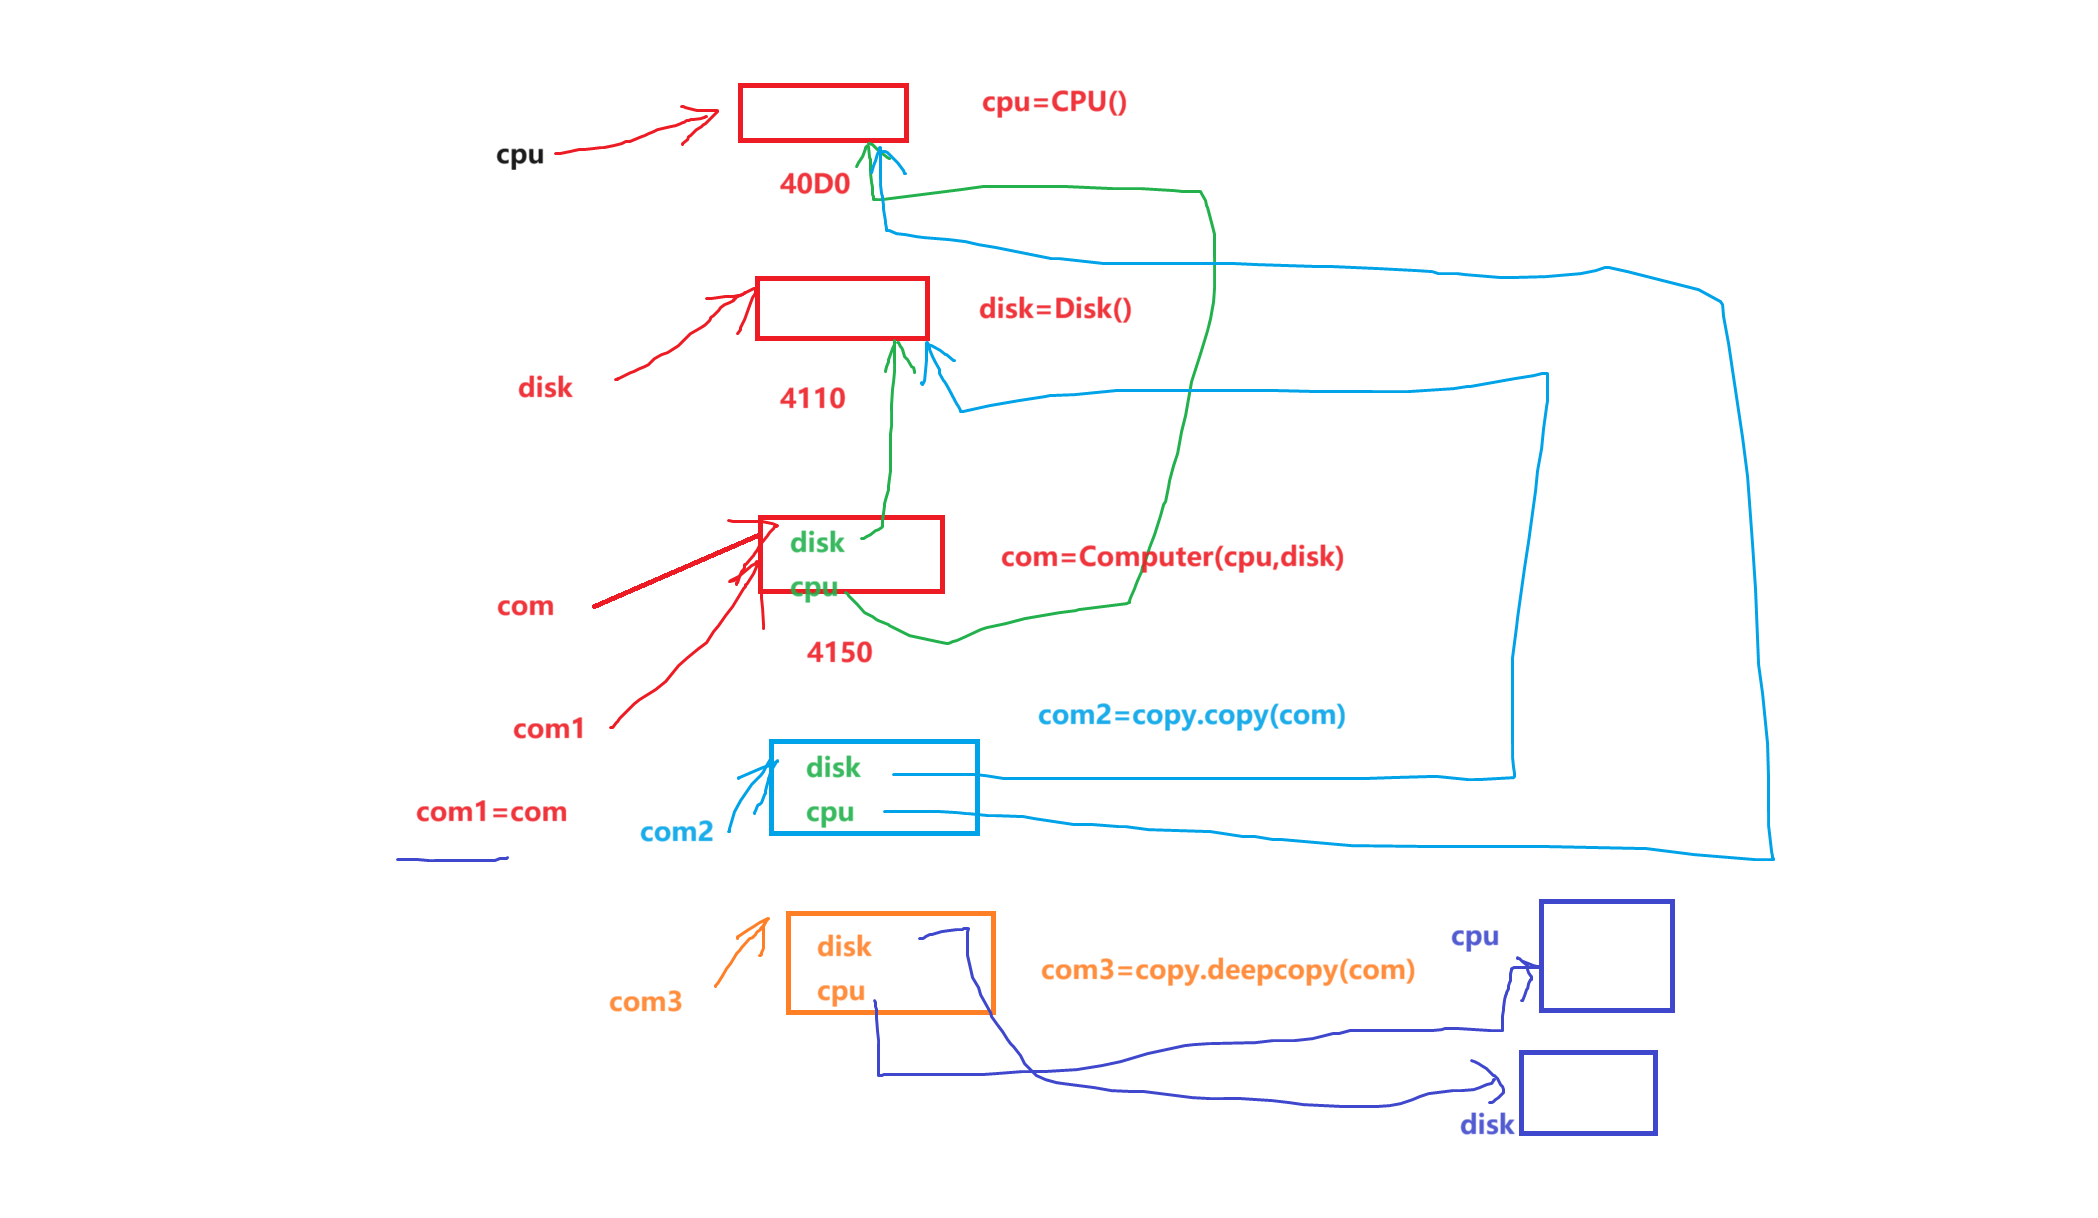 cpu=CPU()
cpu
40D0
disk=Disk()
disk
4110
disk
com=Computer(cpu,disk)
cpu
com
4150
com1
com2=copy.copy(com)
disk
com1=com
cpu
com2
cpu
disk
com3=copy.deepcopy(com)
cpu
com3
disk